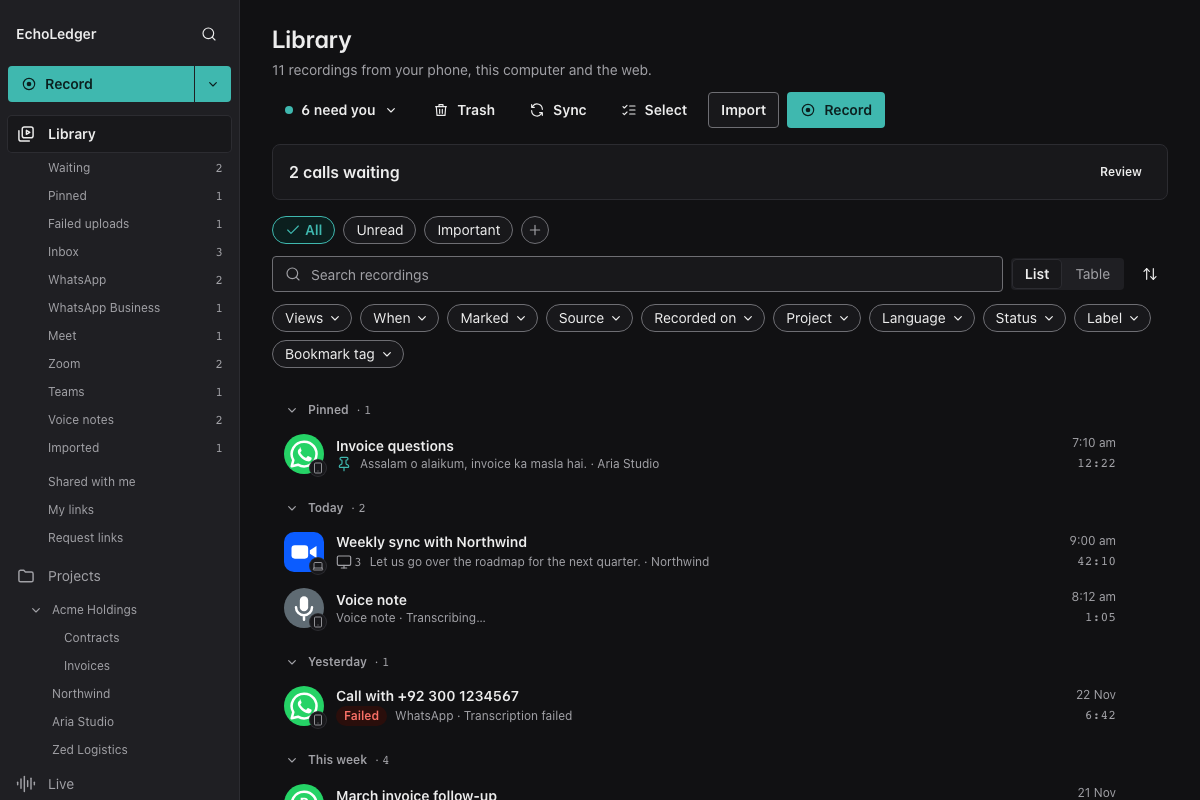 EchoLedger
Record
Library
Waiting 2
Pinned 1
Failed uploads 1
Inbox 3
WhatsApp 2
WhatsApp Business 1
Meet 1
Zoom 2
Teams 1
Voice notes 2
Imported 1
Shared with me
My links
Request links
Projects
Acme Holdings
Contracts
Invoices
Northwind
Aria Studio
Zed Logistics
Live
Library
11 recordings from your phone, this computer and the web.
6 need you Trash Sync Select Import Record
2 calls waiting Review
All Unread Important
Search recordings List Table
Views When Marked Source Recorded on Project Language Status Label
Bookmark tag
Pinned · 1
Invoice questions 7:10 am
Assalam o alaikum, invoice ka masla hai. · Aria Studio 12:22
Today · 2
Weekly sync with Northwind 9:00 am
3 Let us go over the roadmap for the next quarter. · Northwind 42:10
Voice note 8:12 am
Voice note · Transcribing… 1:05
Yesterday · 1
Call with +92 300 1234567 22 Nov
Failed WhatsApp · Transcription failed 6:42
This week · 4
March invoice follow-up 21 Nov